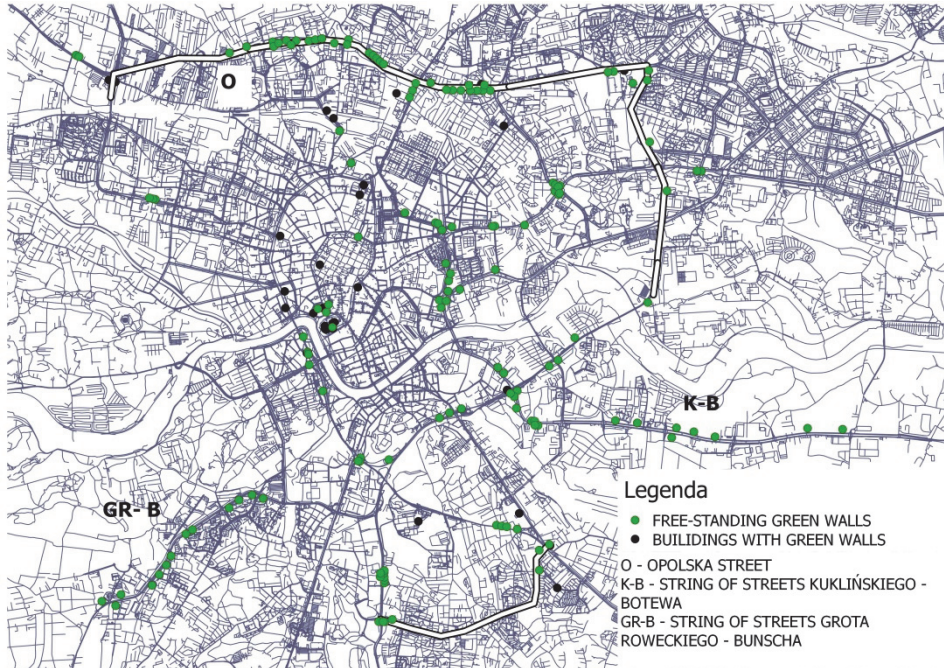 O
K-B
GR- B
Legenda
FREE-STANDING GREEN WALLS
BUILIDINGS WITH GREEN WALLS
O - OPOLSKA STREET
K-B - STRING OF STREETS KUKLIŃSKIEGO -
BOTEWA
GR-B - STRING OF STREETS GROTA
ROWECKIEGO - BUNSCHA